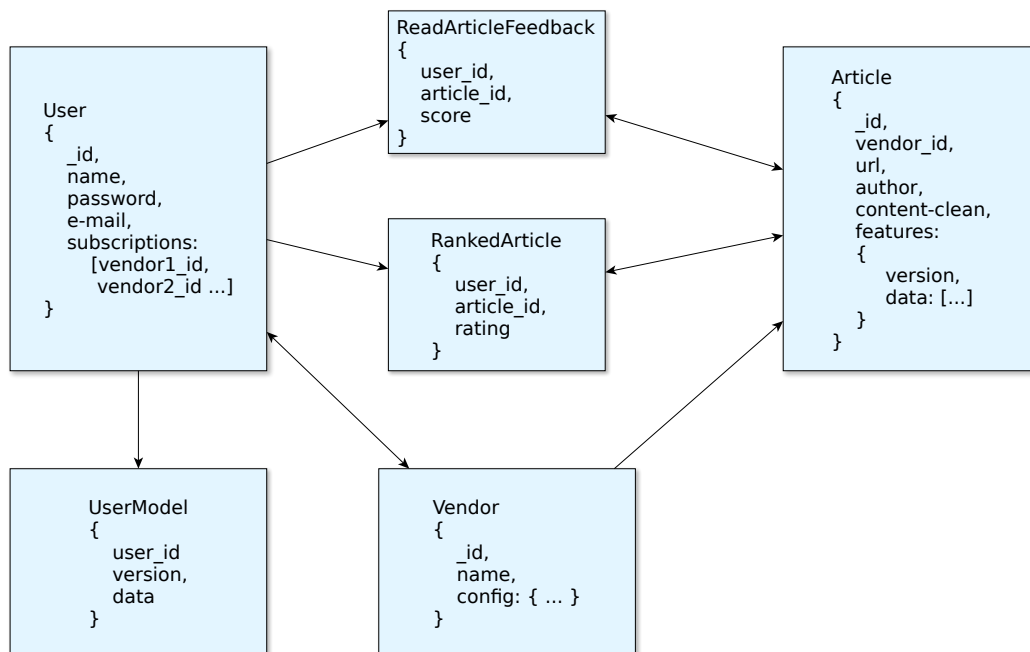 User
{
_id,
name,
password,
e-mail,
subscriptions:
[vendor1_id,
vendor2_id ...]
}
ReadArticleFeedback
{
user_id,
article_id,
score
}
RankedArticle
{
user_id,
article_id,
rating
}
Article
{
_id,
vendor_id,
url,
author,
content-clean,
features:
{
version,
data: [...]
}
}
UserModel
{
user_id
version,
data
}
Vendor
{
_id,
name,
config: { ... }
}